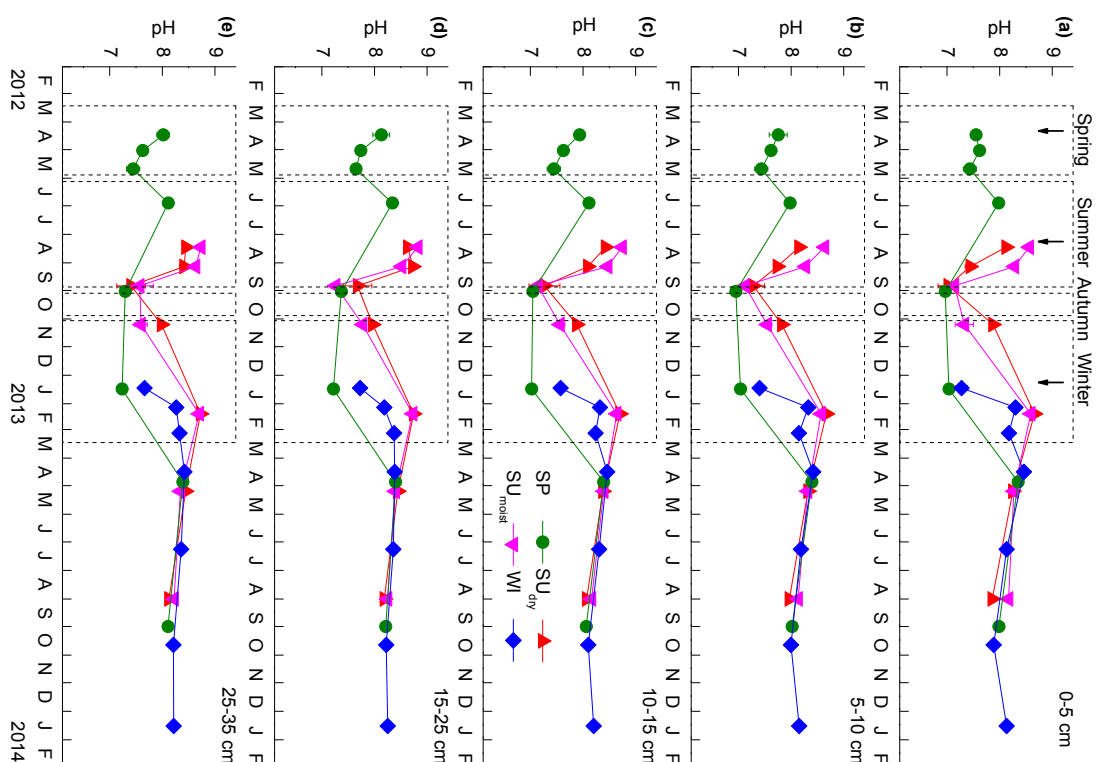 Spring Summer Autumn Winter
(a) 0-5 cm
9
8
7
pH
F M A M J J A S O N D J F M A M J J A S O N D J F
(b) 5-10 cm
9
8
7
pH
F M A M J J A S O N D J F M A M J J A S O N D J F
(c) 10-15 cm
9
8
7
pH
SP SU dry
SU moist WI
F M A M J J A S O N D J F M A M J J A S O N D J F
(d) 15-25 cm
9
8
7
pH
F M A M J J A S O N D J F M A M J J A S O N D J F
(e) 25-35 cm
9
8
7
pH
F M A M J J A S O N D J F M A M J J A S O N D J F
2012 2013 2014